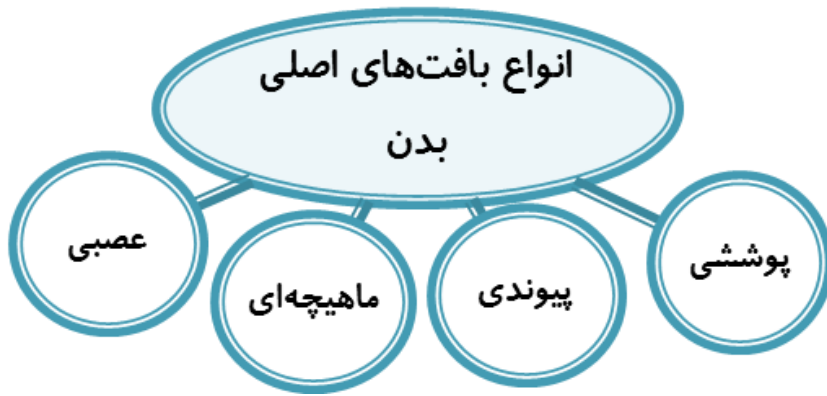 انواع بافت‌های اصلی
بدن
پوششی
پیوندی
ماهیچه‌ای
عصبی